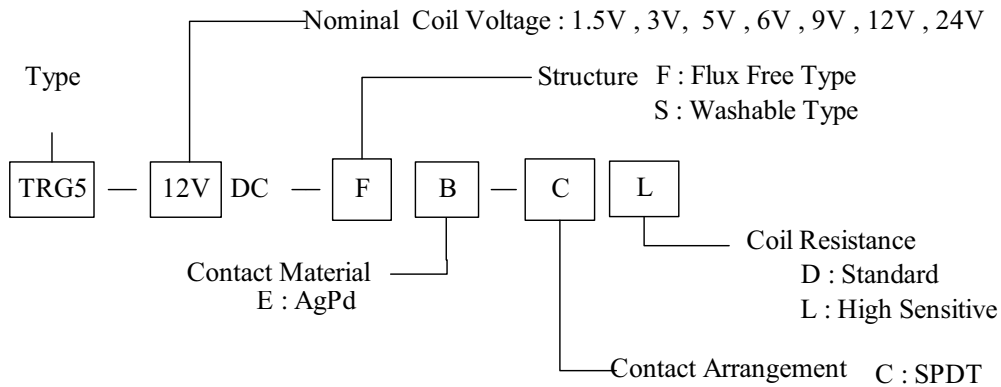 Nominal Coil Voltage : 1.5V , 3V, 5V , 6V , 9V , 12V , 24V
Type
Structure F : Flux Free Type
S : Washable Type
TRG5 — 12V DC — F B — C L
Coil Resistance
Contact Material
D : Standard
E : AgPd
L : High Sensitive
Contact Arrangement C : SPDT